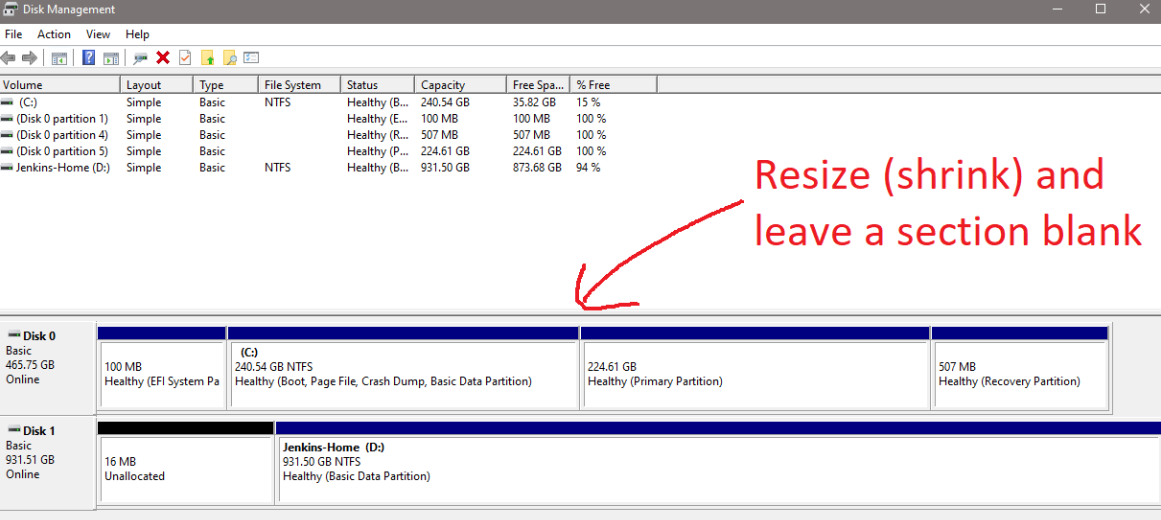 Disk Management
File Action View Help
Volume Layout Type File System Status Capacity Free Spa... % Free
(C:) Simple Basic NTFS Healthy (B... 240.54 GB 35.82 GB 15 %
(Disk 0 partition 1) Simple Basic Healthy (E... 100 MB 100 MB 100 %
(Disk 0 partition 4) Simple Basic Healthy (R... 507 MB 507 MB 100 %
(Disk 0 partition 5) Simple Basic Healthy (P... 224.61 GB 224.61 GB 100 %
Jenkins-Home (D:) Simple Basic NTFS Healthy (B... 931.50 GB 873.68 GB 94 %
Resize (shrink) and
leave a section blank
Disk 0
Basic
465.75 GB
Online
100 MB
Healthy (EFI System Pa
(C:)
240.54 GB NTFS
Healthy (Boot, Page File, Crash Dump, Basic Data Partition)
224.61 GB
Healthy (Primary Partition)
507 MB
Healthy (Recovery Partition)
Disk 1
Basic
931.51 GB
Online
16 MB
Unallocated
Jenkins-Home (D:)
931.50 GB NTFS
Healthy (Basic Data Partition)